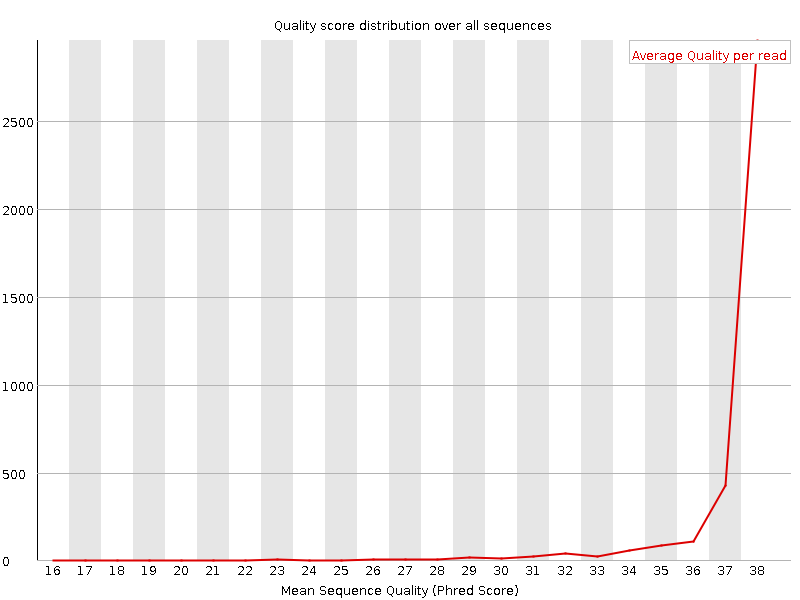 Quality score distribution over all sequences
Average Quality per read
2500
2000
1500
1000
500
0
16 17 18 19 20 21 22 23 24 25 26 27 28 29 30 31 32 33 34 35 36 37 38
Mean Sequence Quality (Phred Score)